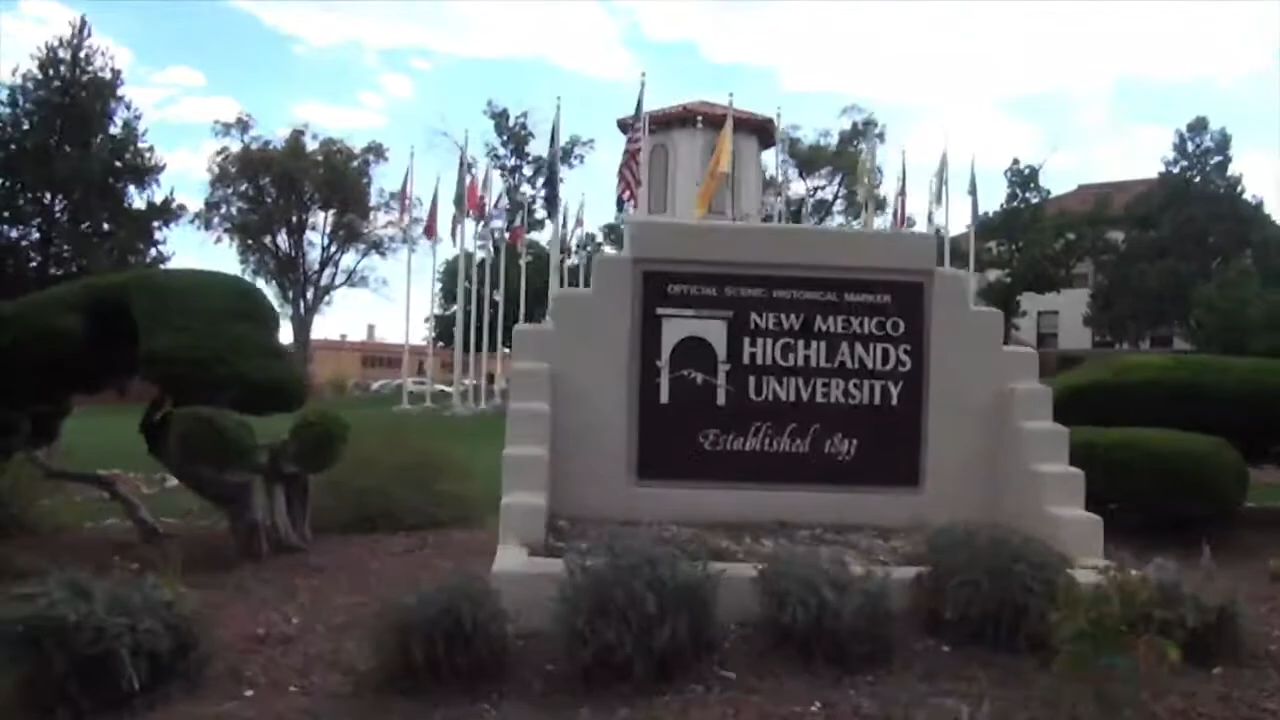 OFFICIAL SCENIC HISTORICAL MARKER
NEW MEXICO
HIGHLANDS
UNIVERSITY
Established 1893